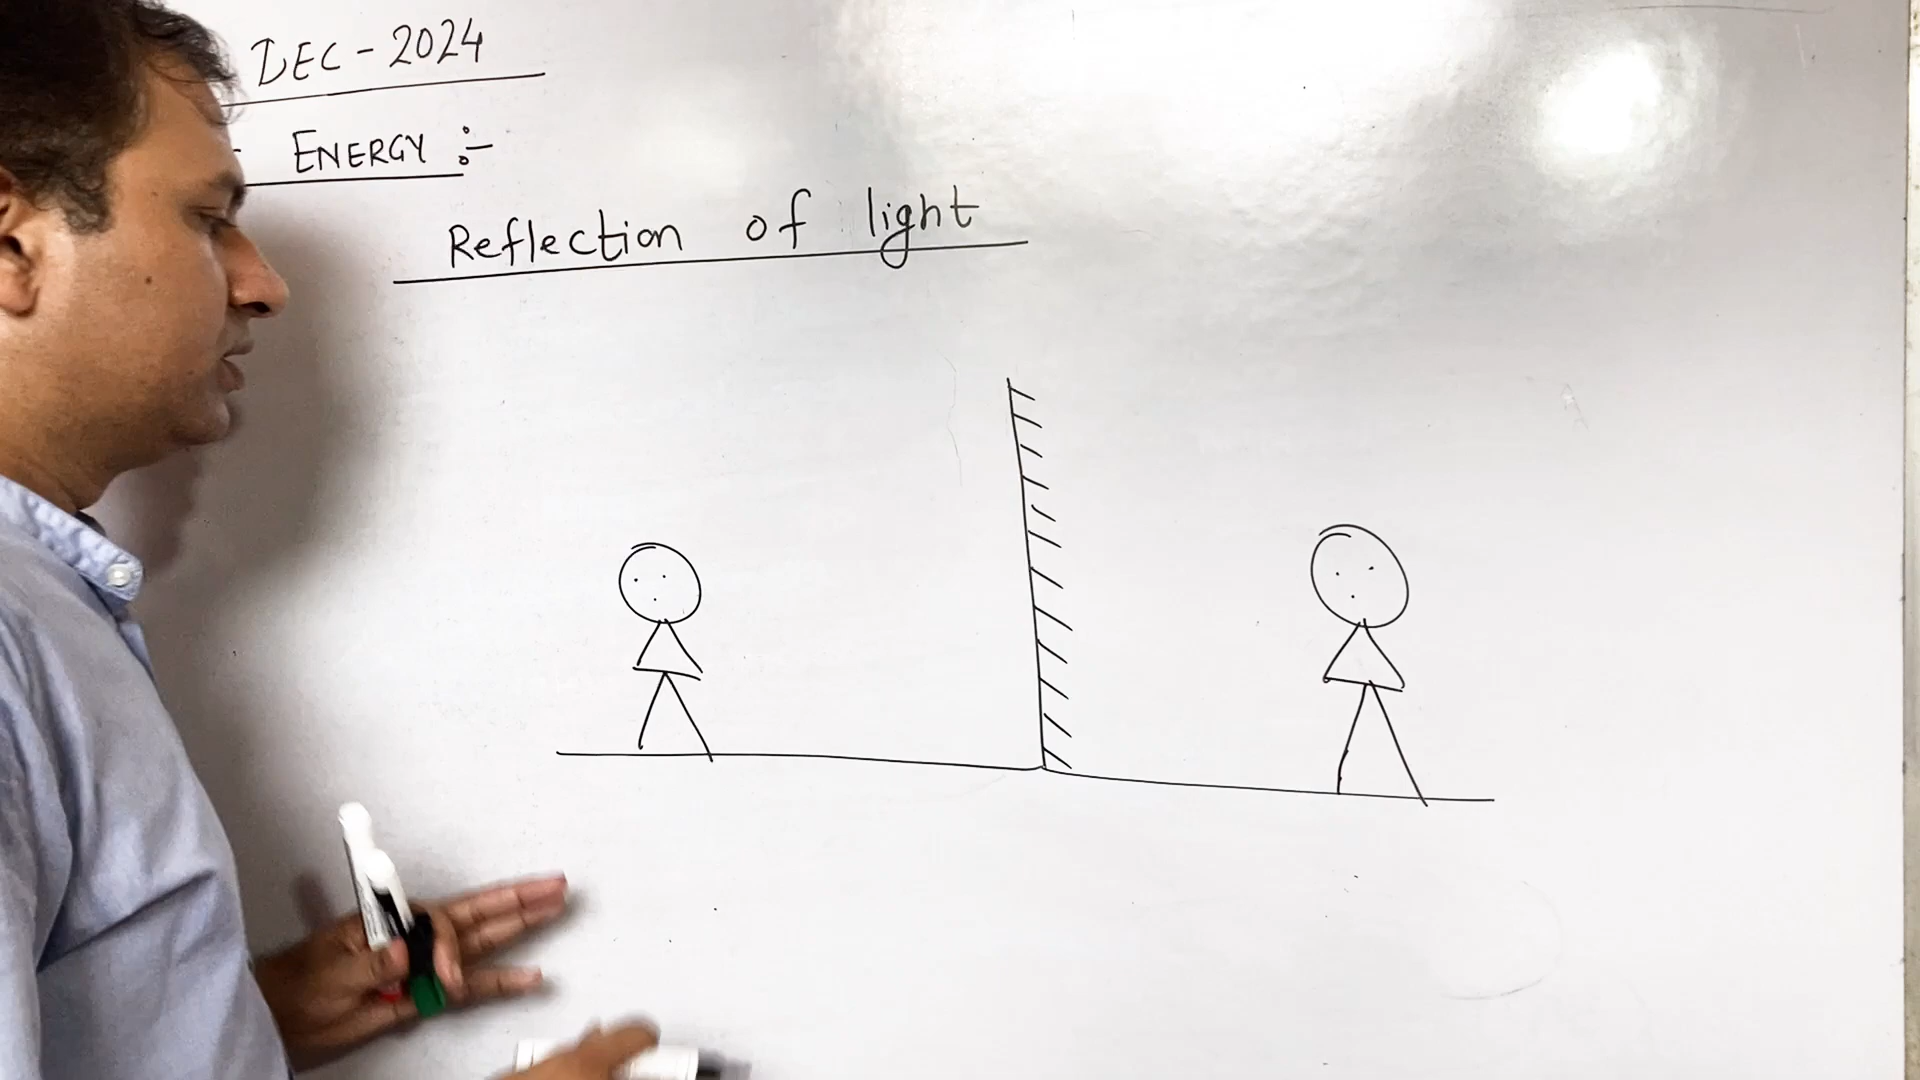 DEC - 2024
ENERGY :-
Reflection of light